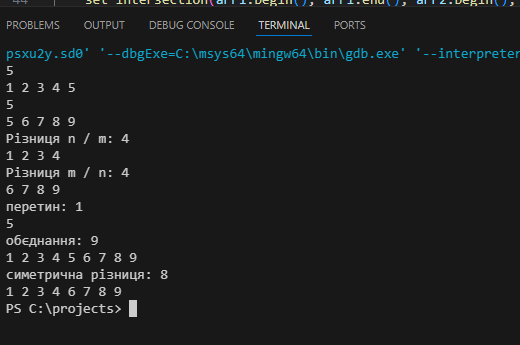 44 set_intersection(arr1.begin(), arr1.end(), arr2.begin(),
PROBLEMS OUTPUT DEBUG CONSOLE TERMINAL PORTS
psxu2y.sd0' '--dbgExe=C:\msys64\mingw64\bin\gdb.exe' '--interpreter
5
1 2 3 4 5
5
5 6 7 8 9
Різниця n / m: 4
1 2 3 4
Різниця m / n: 4
6 7 8 9
перетин: 1
5
обєднання: 9
1 2 3 4 5 6 7 8 9
симетрична різниця: 8
1 2 3 4 6 7 8 9
PS C:\projects>